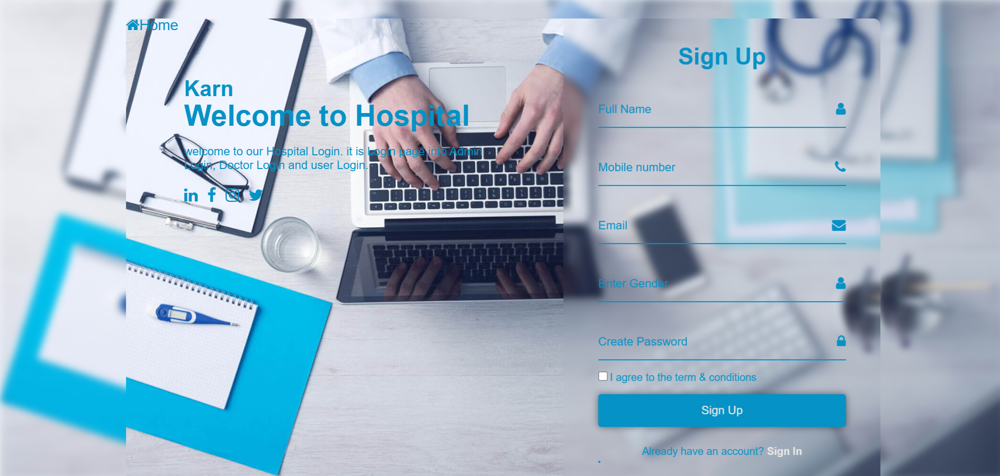 Home
Karn
Welcome to Hospital
welcome to our Hospital Login. it is Login page into Admin
Login, Doctor Login and user Login.
Sign Up
Full Name
Mobile number
Email
Enter Gender
Create Password
I agree to the term & conditions
Sign Up
Already have an account? Sign In